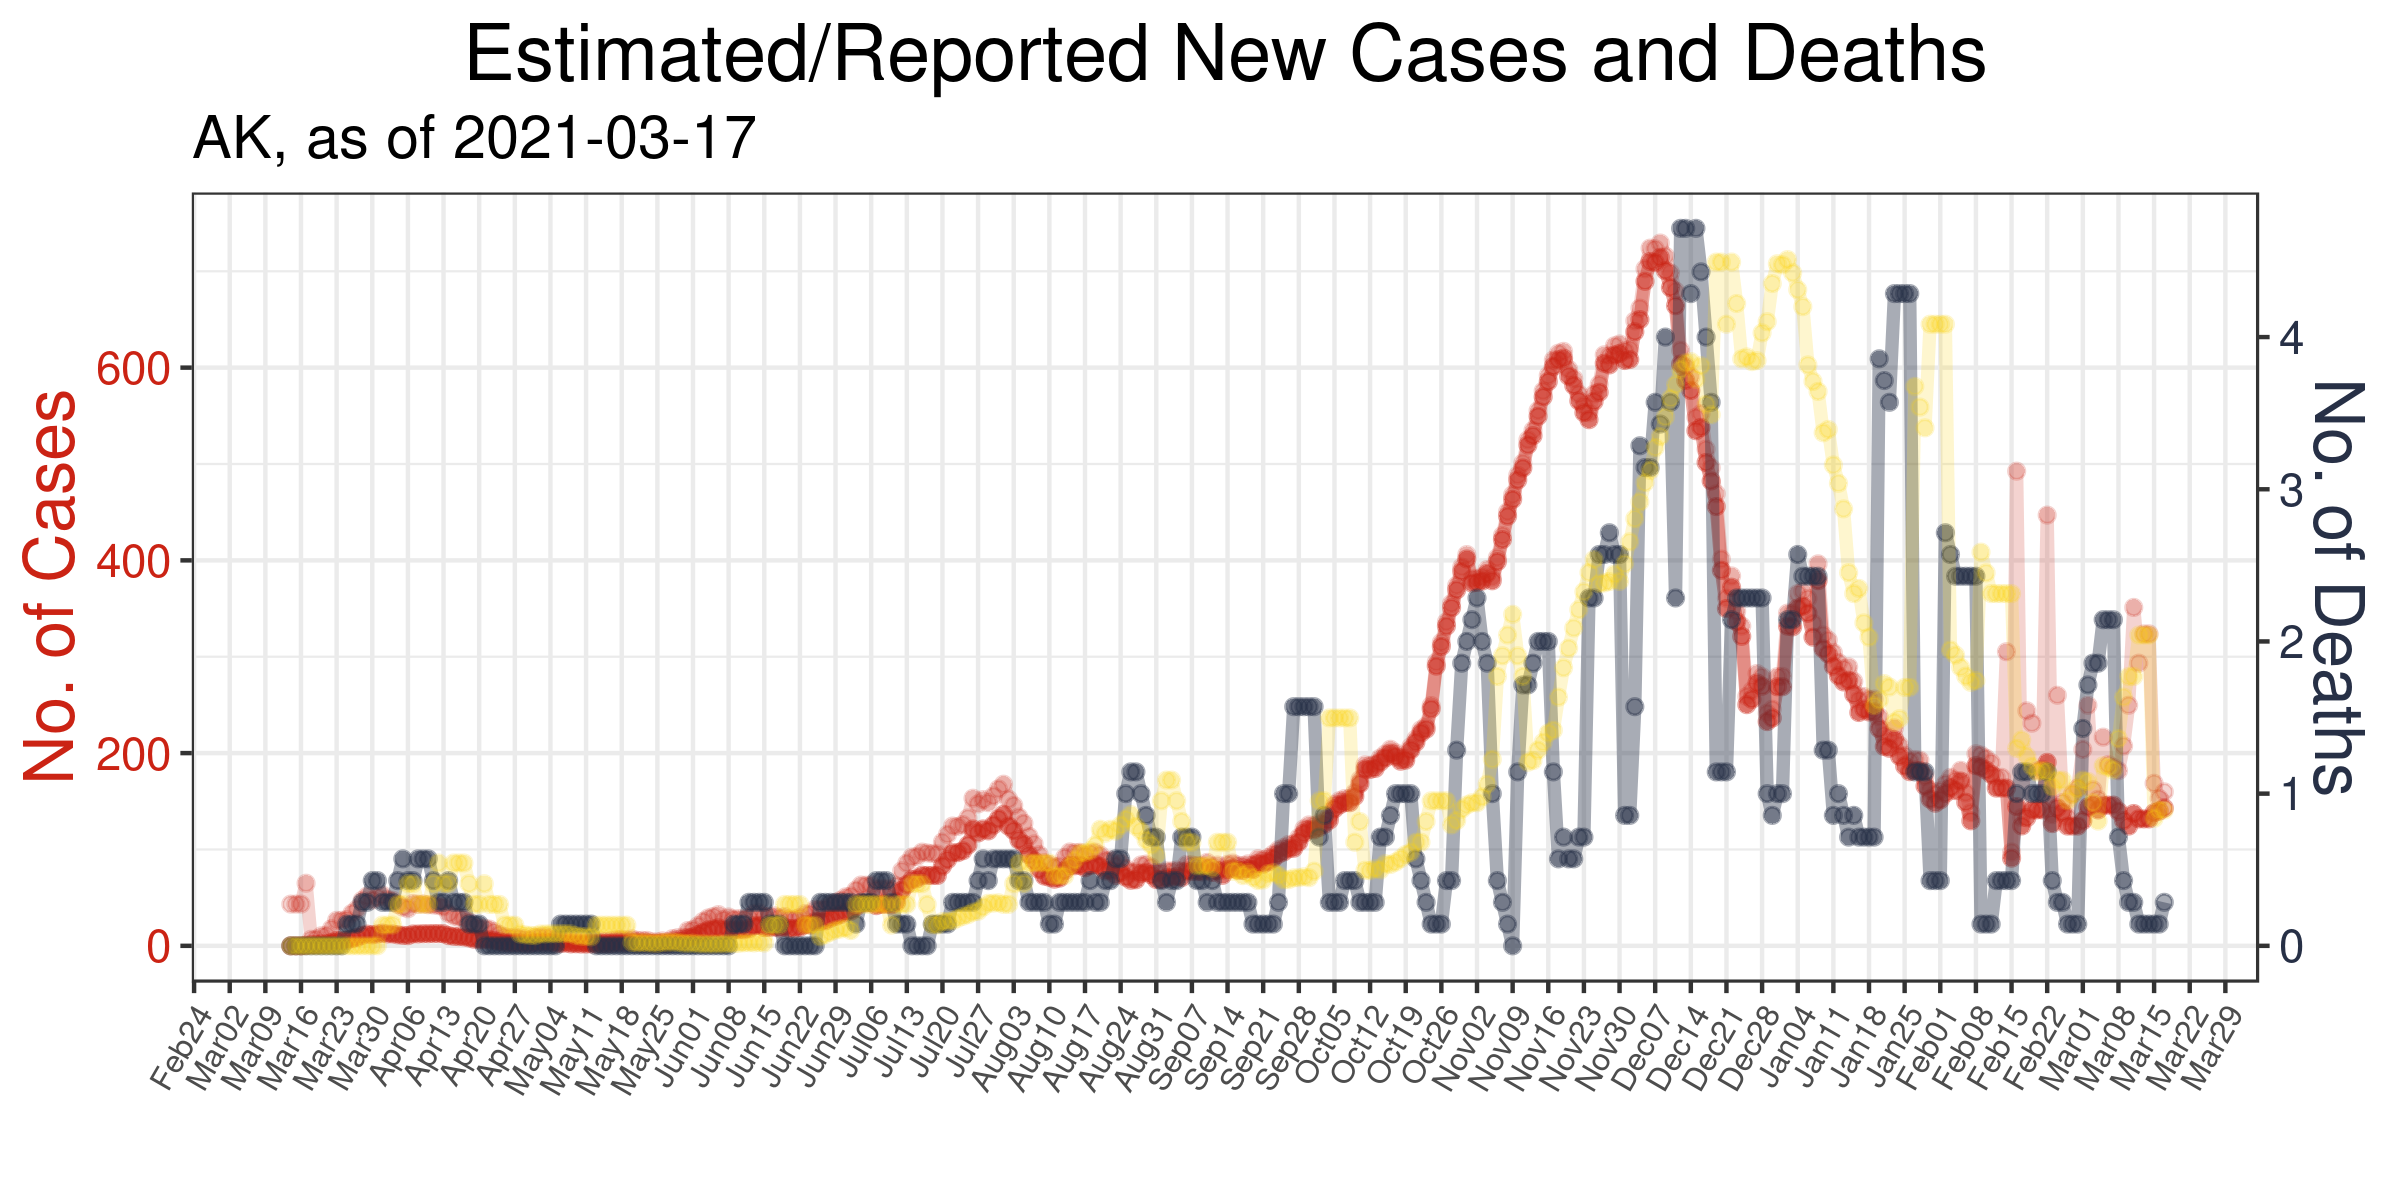 Estimated/Reported New Cases and Deaths
AK, as of 2021-03-17
No. of Cases
600
400
200
0
4
3
2
1
0
No. of Deaths
Feb24 Mar02 Mar09 Mar16 Mar23 Mar30 Apr06 Apr13 Apr20 Apr27 May04 May11 May18 May25 Jun01 Jun08 Jun15 Jun22 Jun29 Jul06 Jul13 Jul20 Jul27 Aug03 Aug10 Aug17 Aug24 Aug31 Sep07 Sep14 Sep21 Sep28 Oct05 Oct12 Oct19 Oct26 Nov02 Nov09 Nov16 Nov23 Nov30 Dec07 Dec14 Dec21 Dec28 Jan04 Jan11 Jan18 Jan25 Feb01 Feb08 Feb15 Feb22 Mar01 Mar08 Mar15 Mar22 Mar29